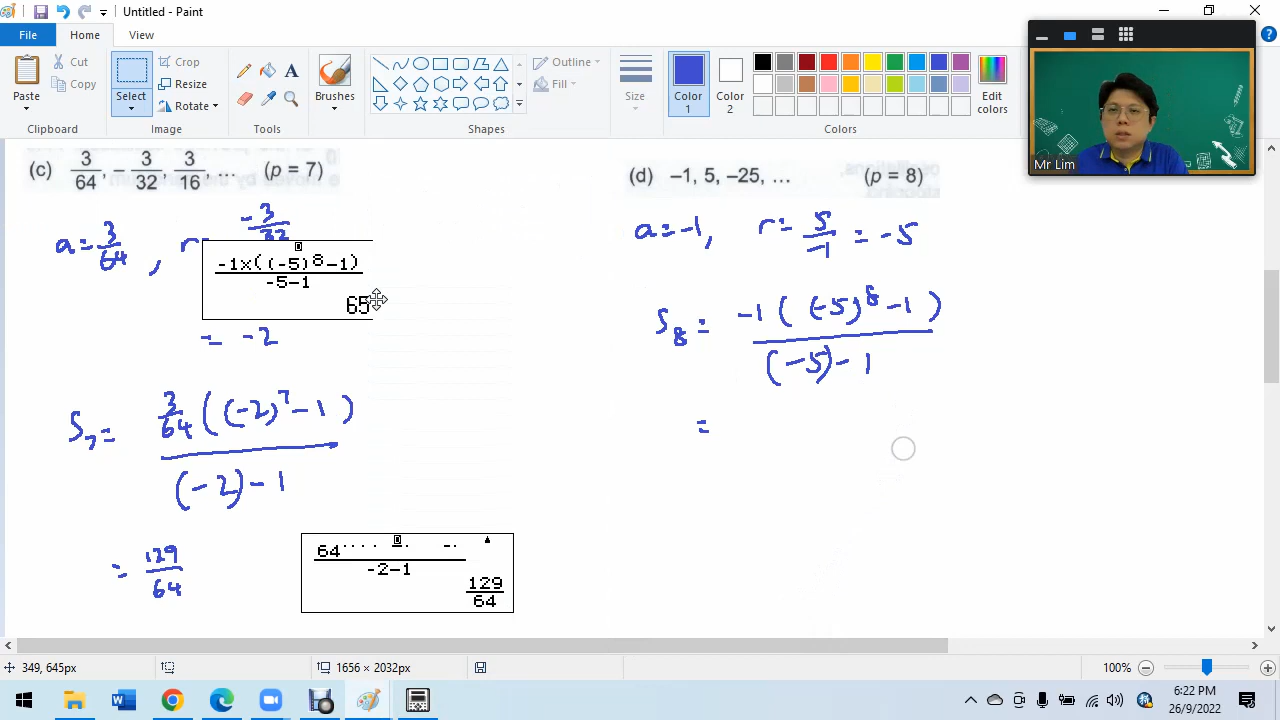 Untitled - Paint
File
Home
View
Paste
Cut
Copy
Clipboard
Select
Crop
Resize
Rotate
Image
Tools
Brushes
Shapes
Outline
Fill
Size
Color 1
Color 2
Colors
Edit colors
Mr Lim
(c) 3/64, - 3/32, 3/16, ... (p = 7)
a = 3/64 , r = -3/32
-1x((-5)^8-1)
-5-1
65
= -2
S₇ = 3/64 ((-2)⁷ - 1)
(-2) - 1
= 129/64
64
-2-1
129
64
(d) –1, 5, –25, ... (p = 8)
a = -1, r = 5/-1 = -5
S₈ = -1 ( (-5)⁸ - 1 )
(-5) - 1
=
349, 645px
1656 × 2032px
100%
6:22 PM
26/9/2022